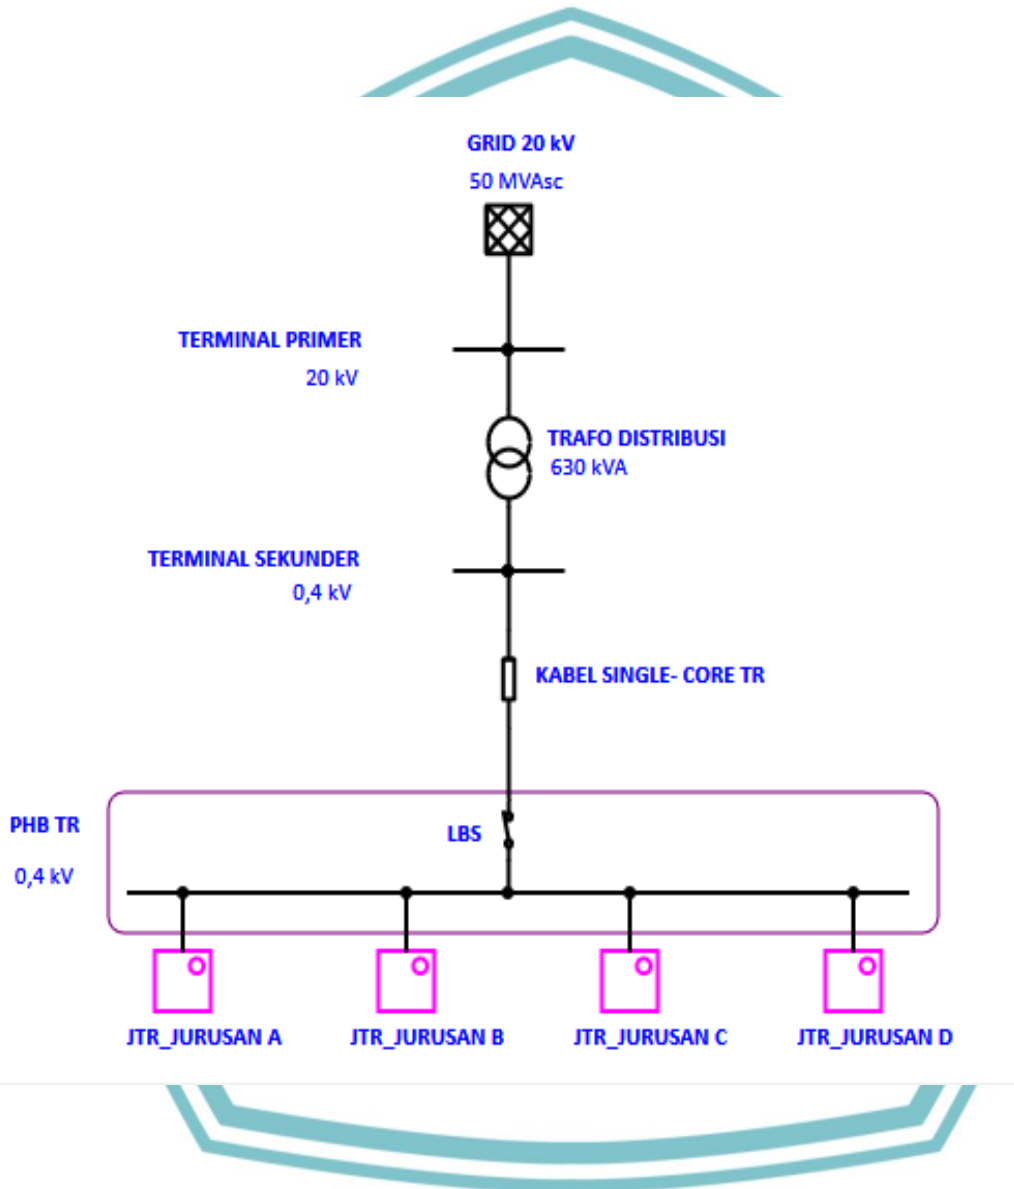 GRID 20 kV
50 MVAsc
TERMINAL PRIMER
20 kV
TRAFO DISTRIBUSI
630 kVA
TERMINAL SEKUNDER
0,4 kV
KABEL SINGLE- CORE TR
PHB TR
LBS
0,4 kV
JTR_JURUSAN A
JTR_JURUSAN B
JTR_JURUSAN C
JTR_JURUSAN D